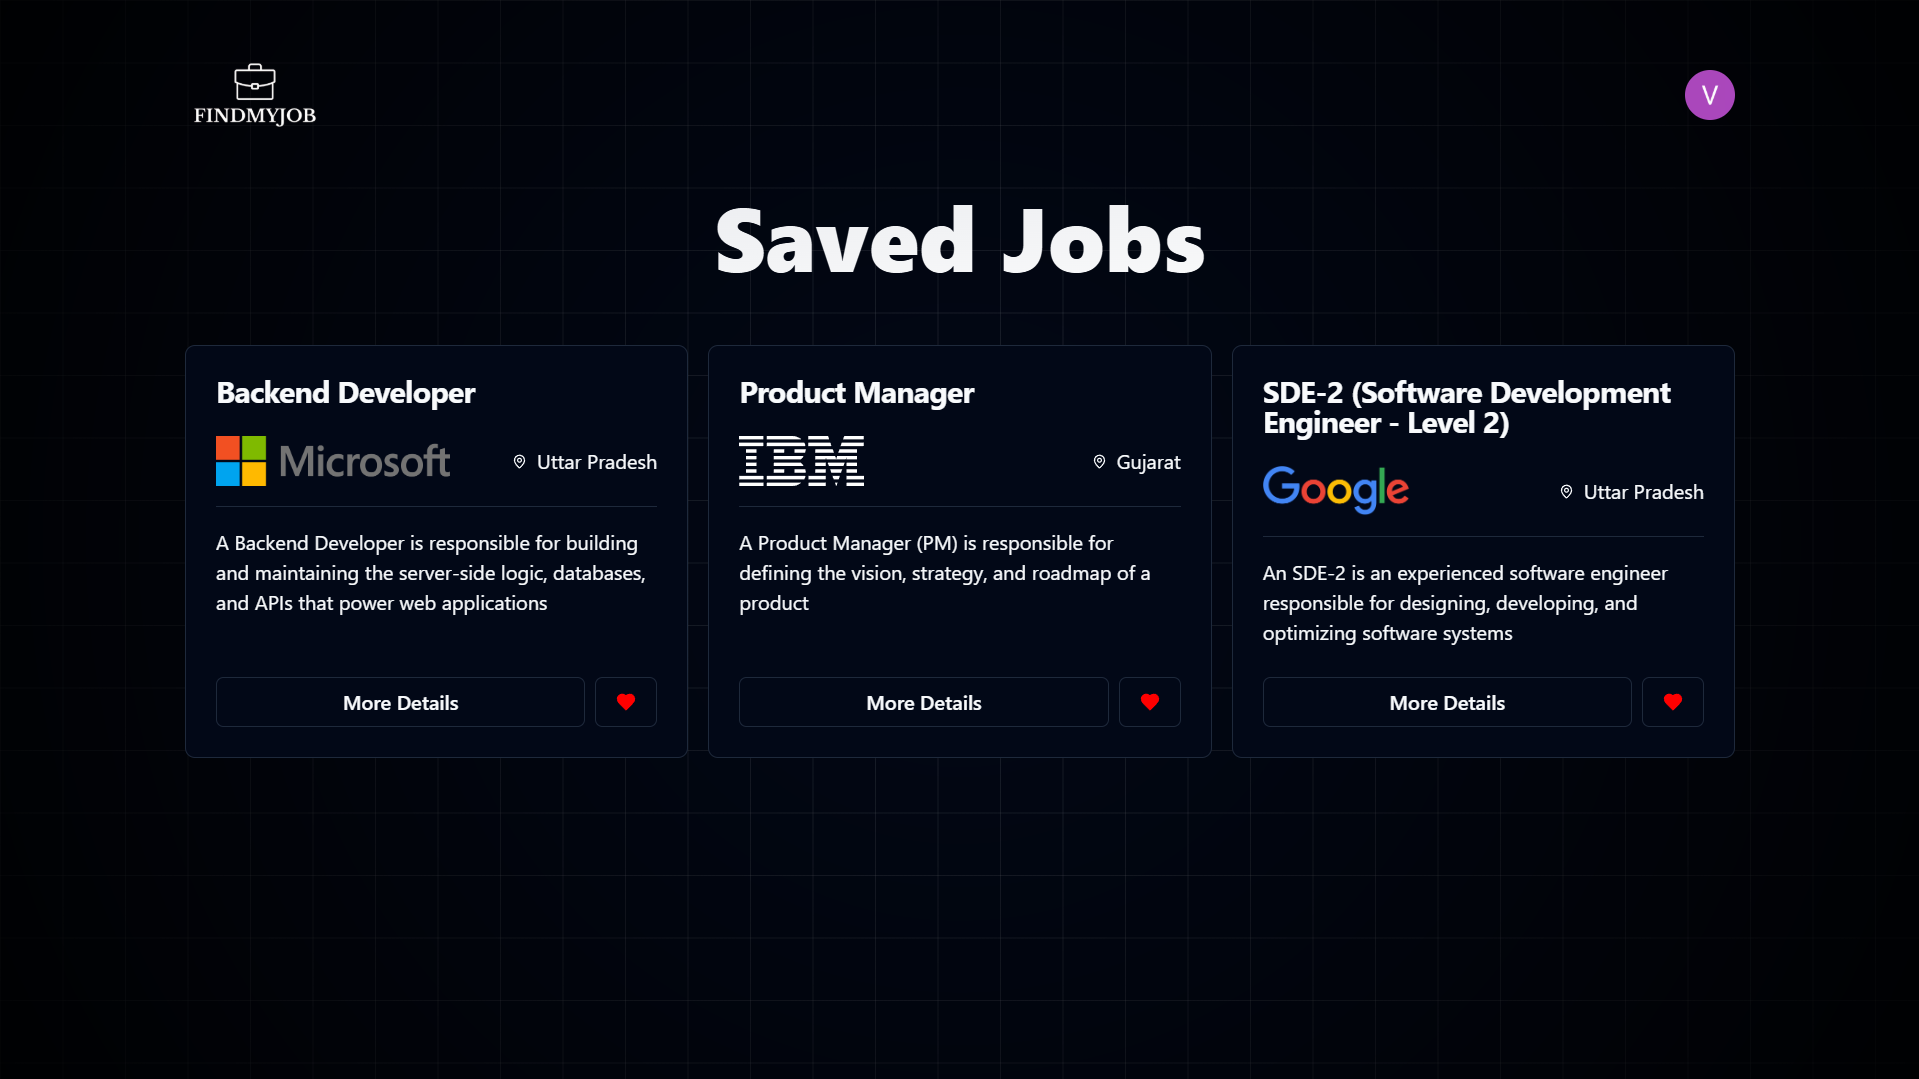 FINDMYJOB
V
Saved Jobs
Backend Developer
Microsoft
Uttar Pradesh
A Backend Developer is responsible for building
and maintaining the server-side logic, databases,
and APIs that power web applications
More Details
Product Manager
IBM
Gujarat
A Product Manager (PM) is responsible for
defining the vision, strategy, and roadmap of a
product
More Details
SDE-2 (Software Development
Engineer - Level 2)
Google
Uttar Pradesh
An SDE-2 is an experienced software engineer
responsible for designing, developing, and
optimizing software systems
More Details